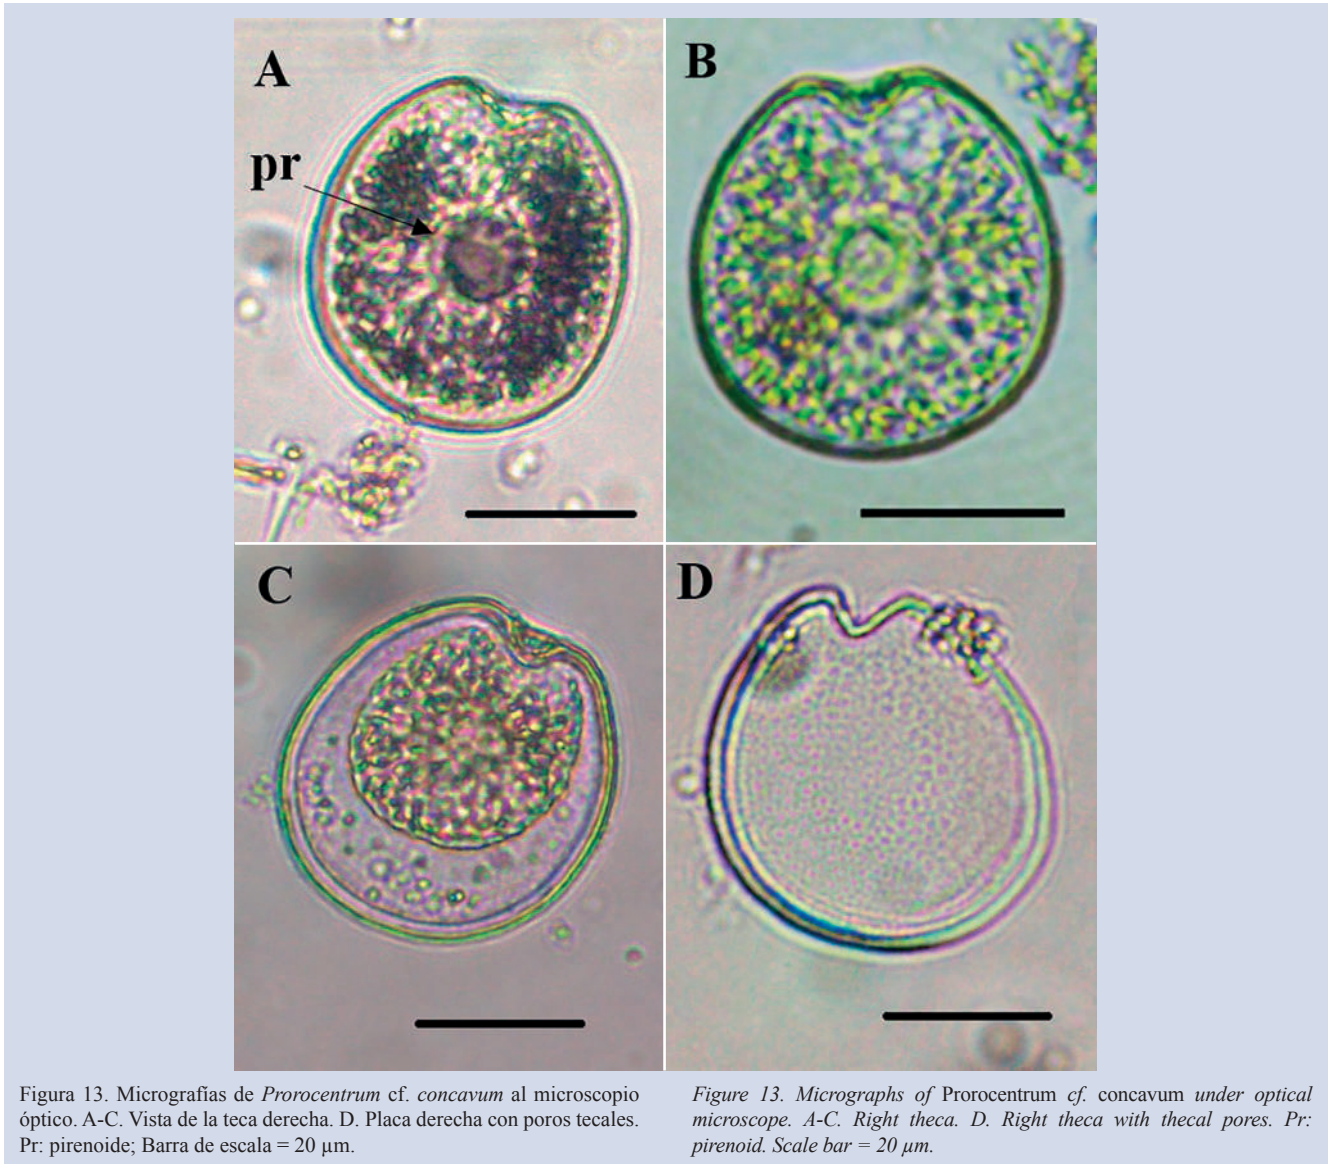 A
B
pr
C
D
Figura 13. Micrografías de Prorocentrum cf. concavum al microscopio
óptico. A-C. Vista de la teca derecha. D. Placa derecha con poros tecales.
Pr: pirenoide; Barra de escala = 20 µm.
Figure 13. Micrographs of Prorocentrum cf. concavum under optical
microscope. A-C. Right theca. D. Right theca with thecal pores. Pr:
pirenoid. Scale bar = 20 µm.